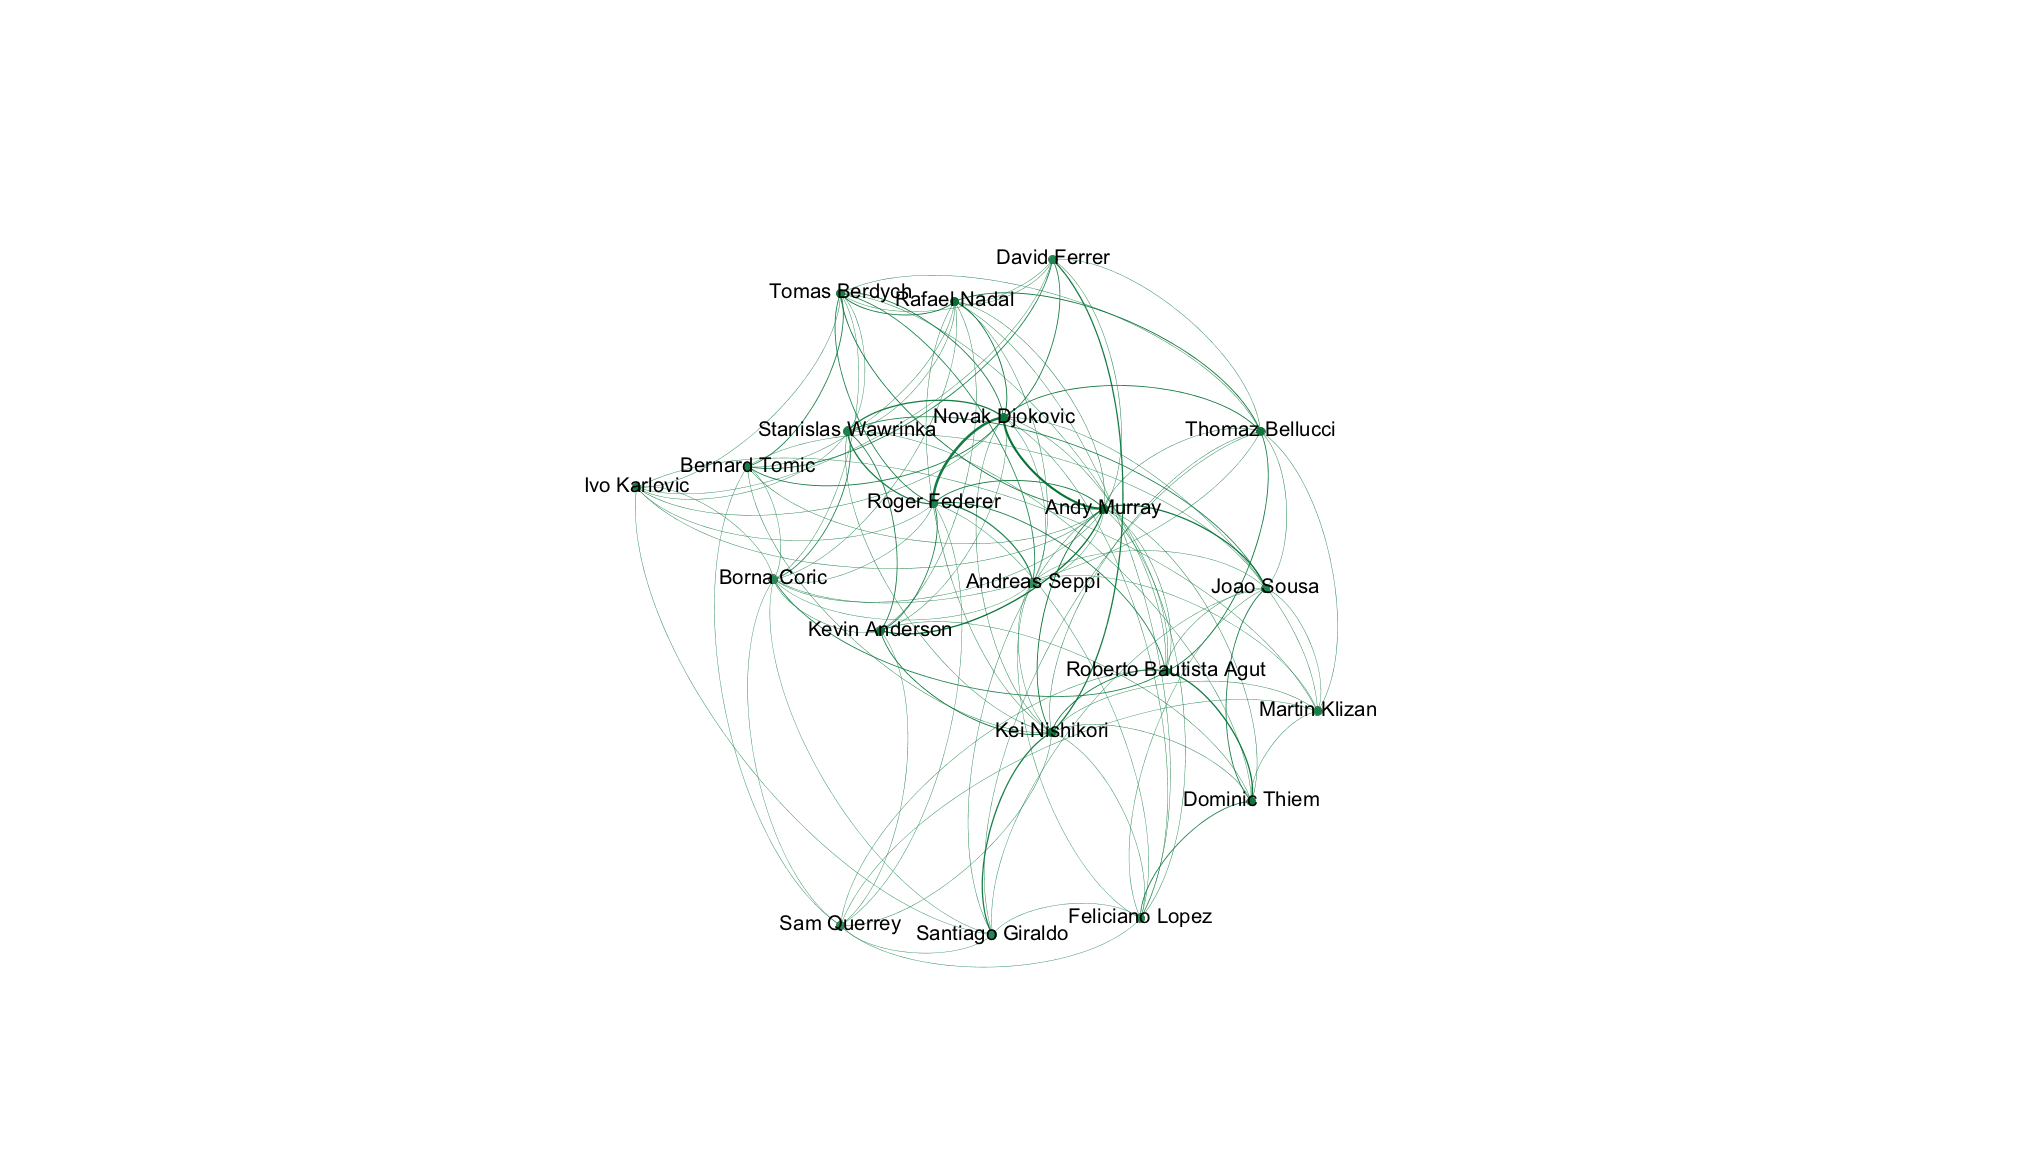 David Ferrer
Tomas Berdych
Rafael Nadal
Novak Djokovic
Stanislas Wawrinka
Thomaz Bellucci
Bernard Tomic
Ivo Karlovic
Roger Federer
Andy Murray
Borna Coric
Andreas Seppi
Joao Sousa
Kevin Anderson
Roberto Bautista Agut
Martin Klizan
Kei Nishikori
Dominic Thiem
Feliciano Lopez
Sam Querrey
Santiago Giraldo